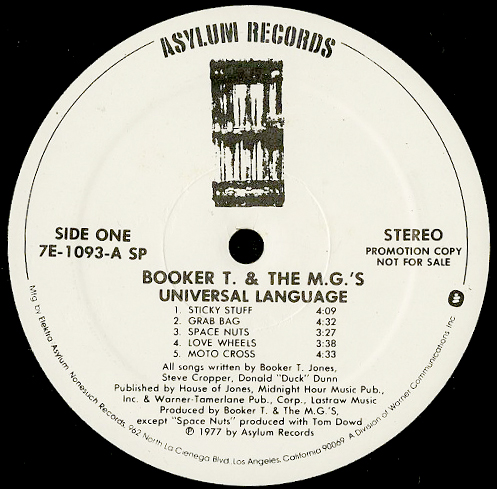 ASYLUM RECORDS
SIDE ONE
7E-1093-A SP
STEREO
PROMOTION COPY
NOT FOR SALE
BOOKER T. & THE M.G.'S
UNIVERSAL LANGUAGE
1. STICKY STUFF 4:09
2. GRAB BAG 4:32
3. SPACE NUTS 3:27
4. LOVE WHEELS 3:38
5. MOTO CROSS 4:33
All songs written by Booker T. Jones,
Steve Cropper, Donald "Duck" Dunn
Published by House of Jones, Midnight Hour Music Pub.,
Inc. & Warner-Tamerlane Pub., Corp., Lastraw Music
Produced by Booker T. & The M.G.'S,
except "Space Nuts" produced with Tom Dowd
℗ 1977 by Asylum Records
Mfg. by Elektra/Asylum/Nonesuch Records, 962 North La Cienega Blvd., Los Angeles, California 90069. A Division of Warner Communications Inc.